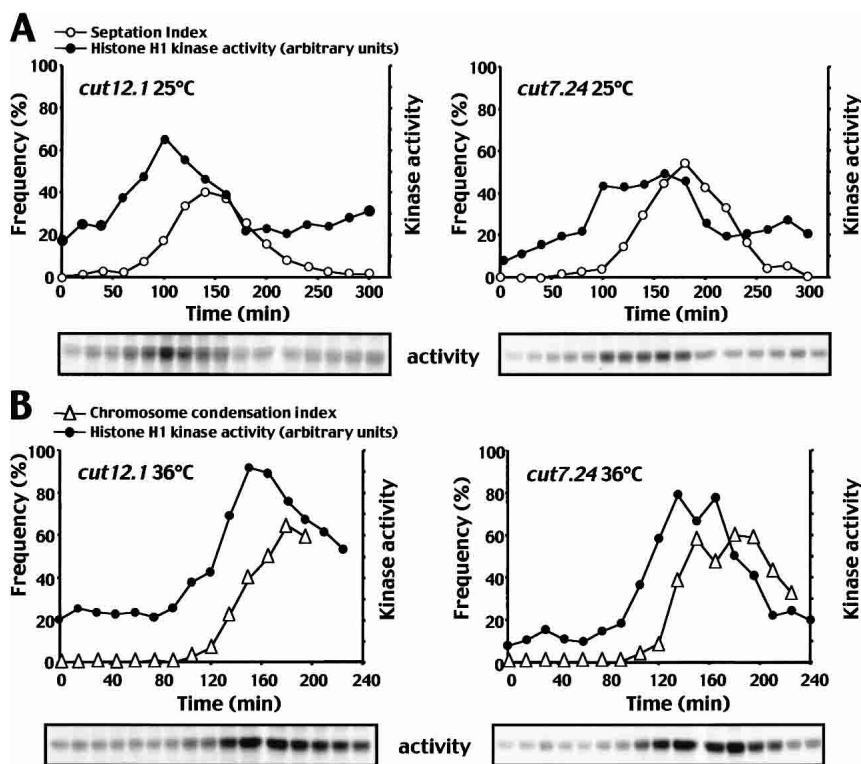 A
Septation Index
Histone H1 kinase activity (arbitrary units)
100
80
60
40
20
0
Frequency (%)
cut12.1 25°C
Kinase activity
0 50 100 150 200 250 300
Time (min)
100
80
60
40
20
0
Frequency (%)
cut7.24 25°C
Kinase activity
0 50 100 150 200 250 300
Time (min)
activity
B
Chromosome condensation index
Histone H1 kinase activity (arbitrary units)
100
80
60
40
20
0
Frequency (%)
cut12.1 36°C
Kinase activity
0 40 80 120 160 200 240
Time (min)
100
80
60
40
20
0
Frequency (%)
cut7.24 36°C
Kinase activity
0 40 80 120 160 200 240
Time (min)
activity